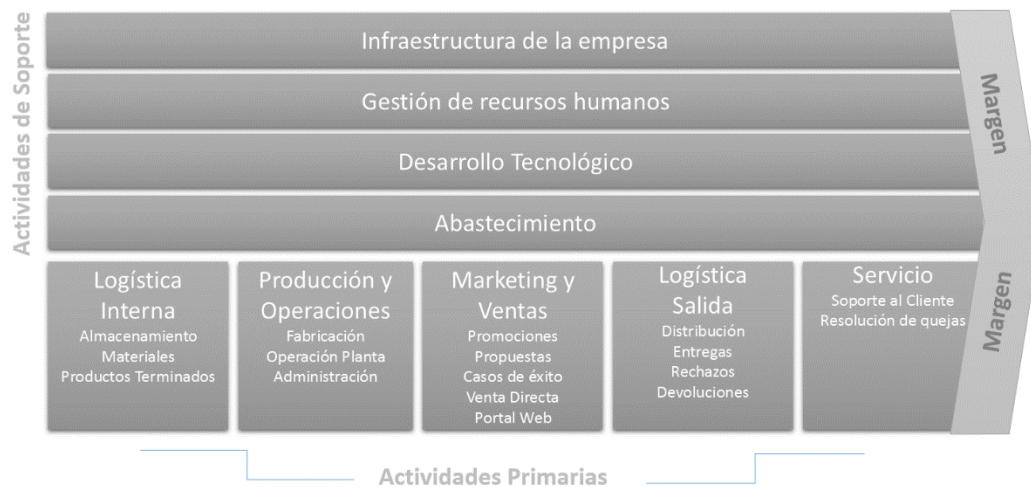 Actividades de Soporte
Infraestructura de la empresa
Gestión de recursos humanos
Desarrollo Tecnológico
Abastecimiento
Margen
Logística
Interna
Almacenamiento
Materiales
Productos Terminados
Producción y
Operaciones
Fabricación
Operación Planta
Administración
Marketing y
Ventas
Promociones
Propuestas
Casos de éxito
Venta Directa
Portal Web
Logística
Salida
Distribución
Entregas
Rechazos
Devoluciones
Servicio
Soporte al Cliente
Resolución de quejas
Margen
Actividades Primarias